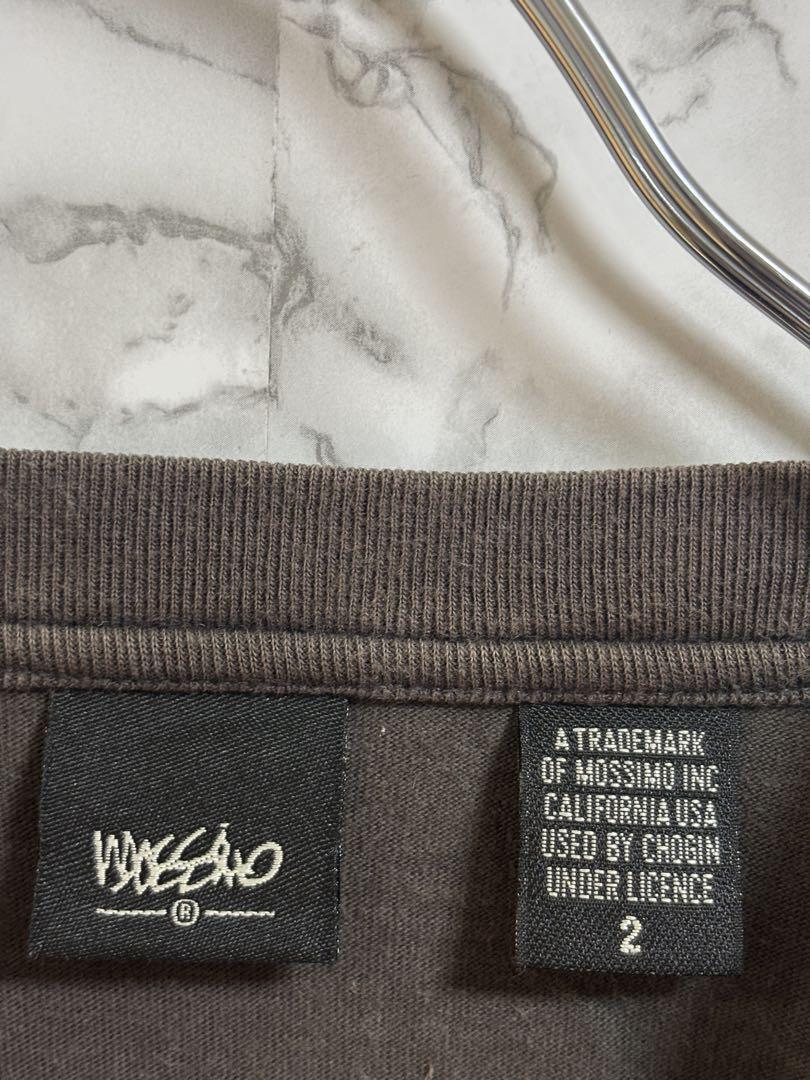 MOSSIMO
®
A TRADEMARK
OF MOSSIMO INC
CALIFORNIA USA
USED BY CHOGIN
UNDER LICENCE
2